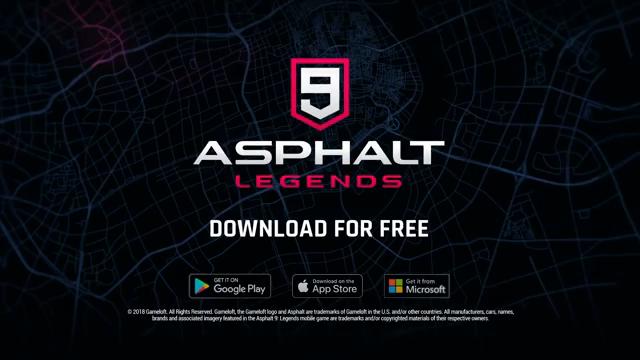 9
ASPHALT
LEGENDS
DOWNLOAD FOR FREE
GET IT ON
Google Play
Download on the
App Store
Get it from
Microsoft
© 2018 Gameloft. All Rights Reserved. Gameloft, the Gameloft logo and Asphalt are trademarks of Gameloft in the U.S. and/or other countries. All manufacturers, cars, names,
brands and associated imagery featured in the Asphalt 9: Legends mobile game are trademarks and/or copyrighted materials of their respective owners.